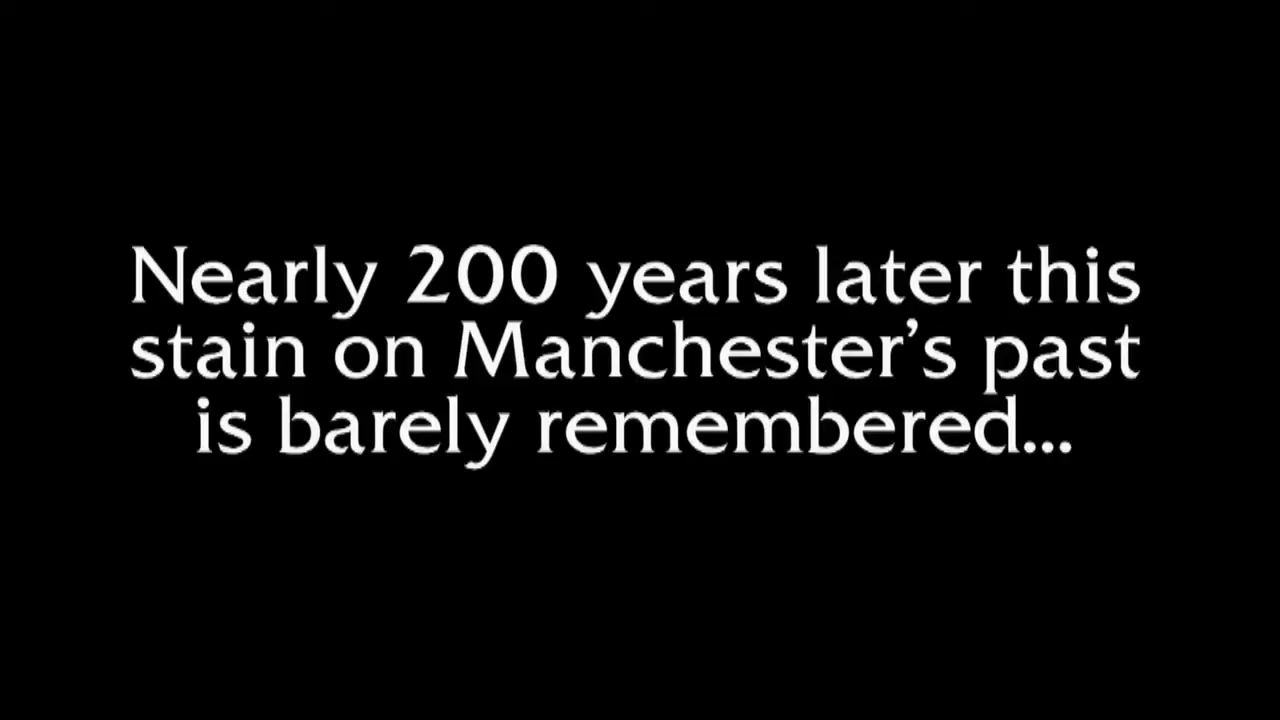 Nearly 200 years later this
stain on Manchester’s past
is barely remembered...